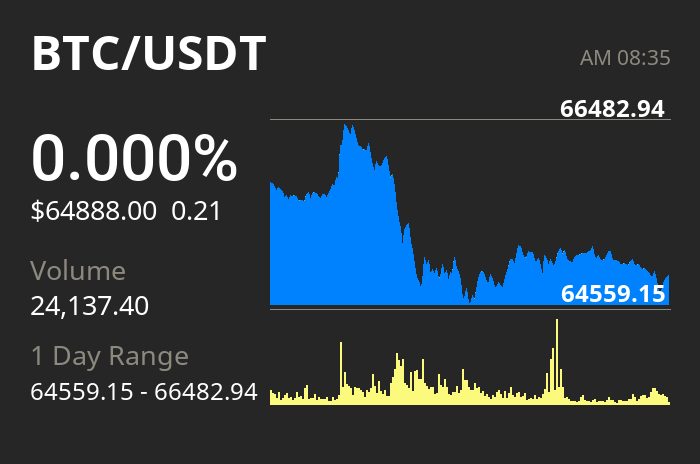 BTC/USDT
AM 08:35
66482.94
0.000%
$64888.00 0.21
Volume
24,137.40
64559.15
1 Day Range
64559.15 - 66482.94